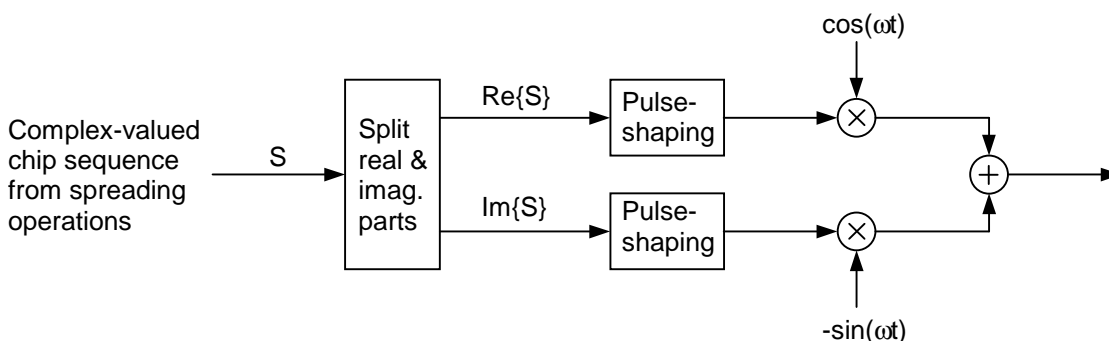 cos(ωt)
Complex-valued
chip sequence
from spreading
operations
S
Split
real &
imag.
parts
Re{S}
Im{S}
Pulse-
shaping
Pulse-
shaping
-sin(ωt)